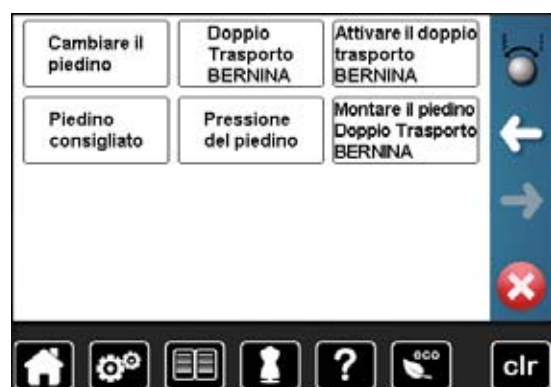 Cambiare il
piedino
Doppio
Trasporto
BERNINA
Attivare il doppio
trasporto
BERNINA
Piedino
consigliato
Pressione
del piedino
Montare il piedino
Doppio Trasporto
BERNINA
?
eco
clr